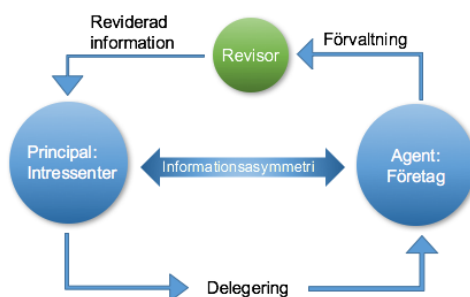 Reviderad
information
Revisor
Förvaltning
Principal:
Intressenter
Informationsasymmetri
Agent:
Företag
Delegering